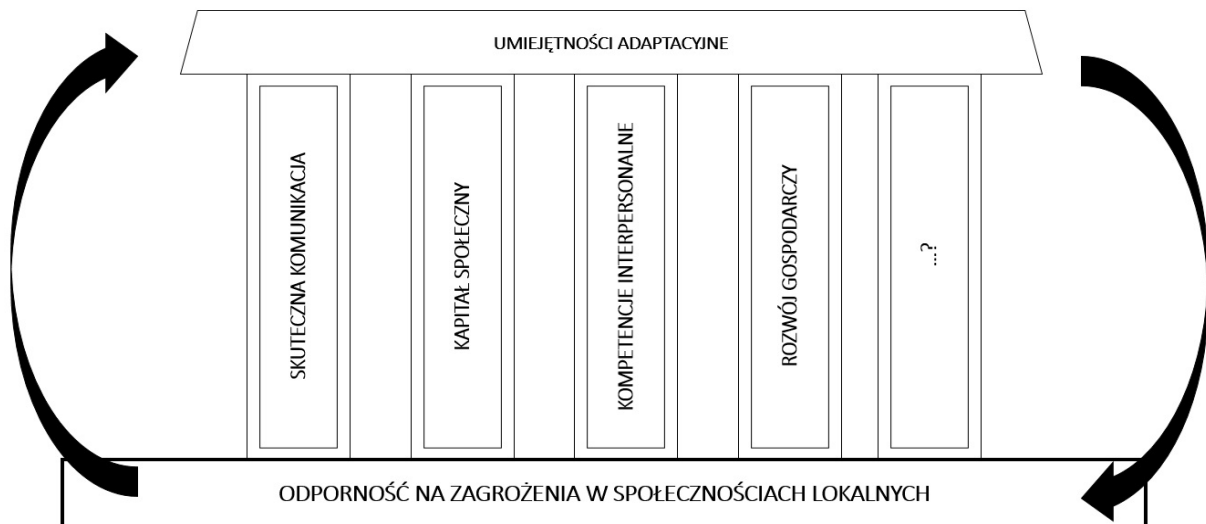 UMIEJĘTNOŚCI ADAPTACYJNE
SKUTECZNA KOMUNIKACJA
KAPITAŁ SPOŁECZNY
KOMPETENCJE INTERPERSONALNE
ROZWÓJ GOSPODARCZY
...?
ODPORNOŚĆ NA ZAGROŻENIA W SPOŁECZNOŚCIACH LOKALNYCH